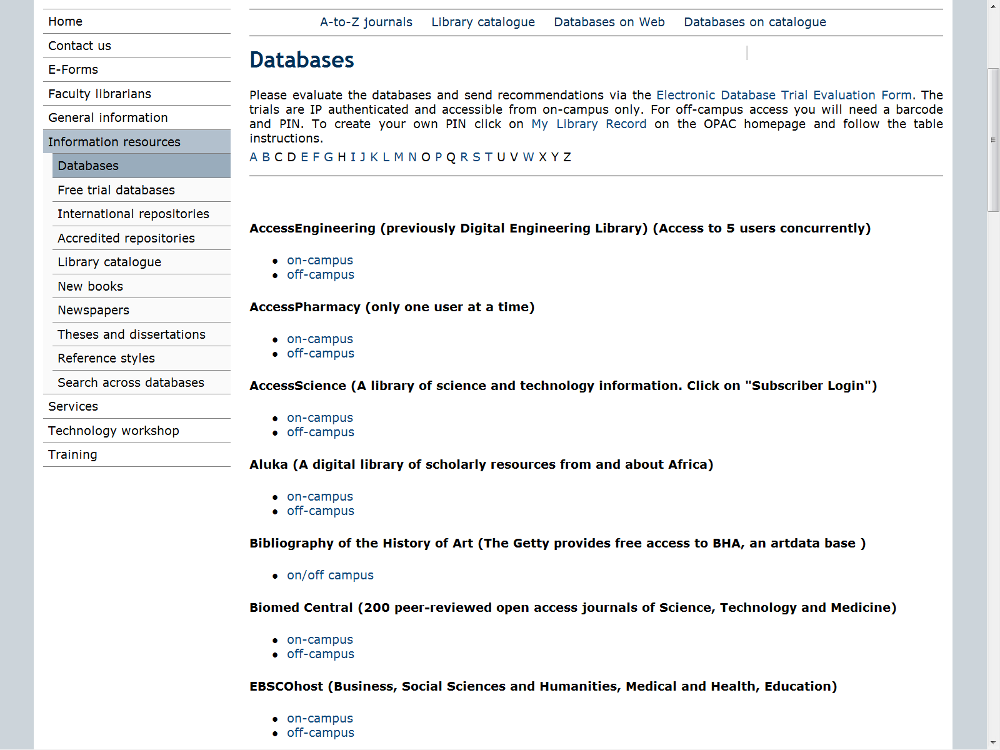 Home
Contact us
E-Forms
Faculty librarians
General information
Information resources
Databases
Free trial databases
International repositories
Accredited repositories
Library catalogue
New books
Newspapers
Theses and dissertations
Reference styles
Search across databases
Services
Technology workshop
Training
A-to-Z journals Library catalogue Databases on Web Databases on catalogue
Databases
Please evaluate the databases and send recommendations via the Electronic Database Trial Evaluation Form. The
trials are IP authenticated and accessible from on-campus only. For off-campus access you will need a barcode
and PIN. To create your own PIN click on My Library Record on the OPAC homepage and follow the table
instructions.
A B C D E F G H I J K L M N O P Q R S T U V W X Y Z
AccessEngineering (previously Digital Engineering Library) (Access to 5 users concurrently)
• on-campus
• off-campus
AccessPharmacy (only one user at a time)
• on-campus
• off-campus
AccessScience (A library of science and technology information. Click on "Subscriber Login")
• on-campus
• off-campus
Aluka (A digital library of scholarly resources from and about Africa)
• on-campus
• off-campus
Bibliography of the History of Art (The Getty provides free access to BHA, an artdata base )
• on/off campus
Biomed Central (200 peer-reviewed open access journals of Science, Technology and Medicine)
• on-campus
• off-campus
EBSCOhost (Business, Social Sciences and Humanities, Medical and Health, Education)
• on-campus
• off-campus